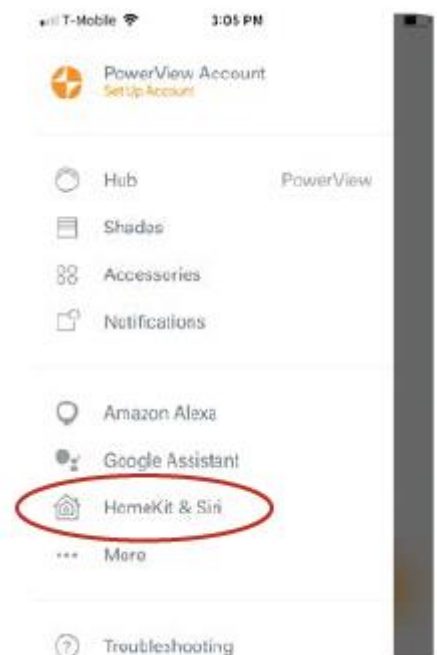 T-Mobile 3:05 PM
PowerView Account
Set Up Account
Hub PowerView
Shades
Accessories
Notifications
Amazon Alexa
Google Assistant
HomeKit & Siri
More
Troubleshooting